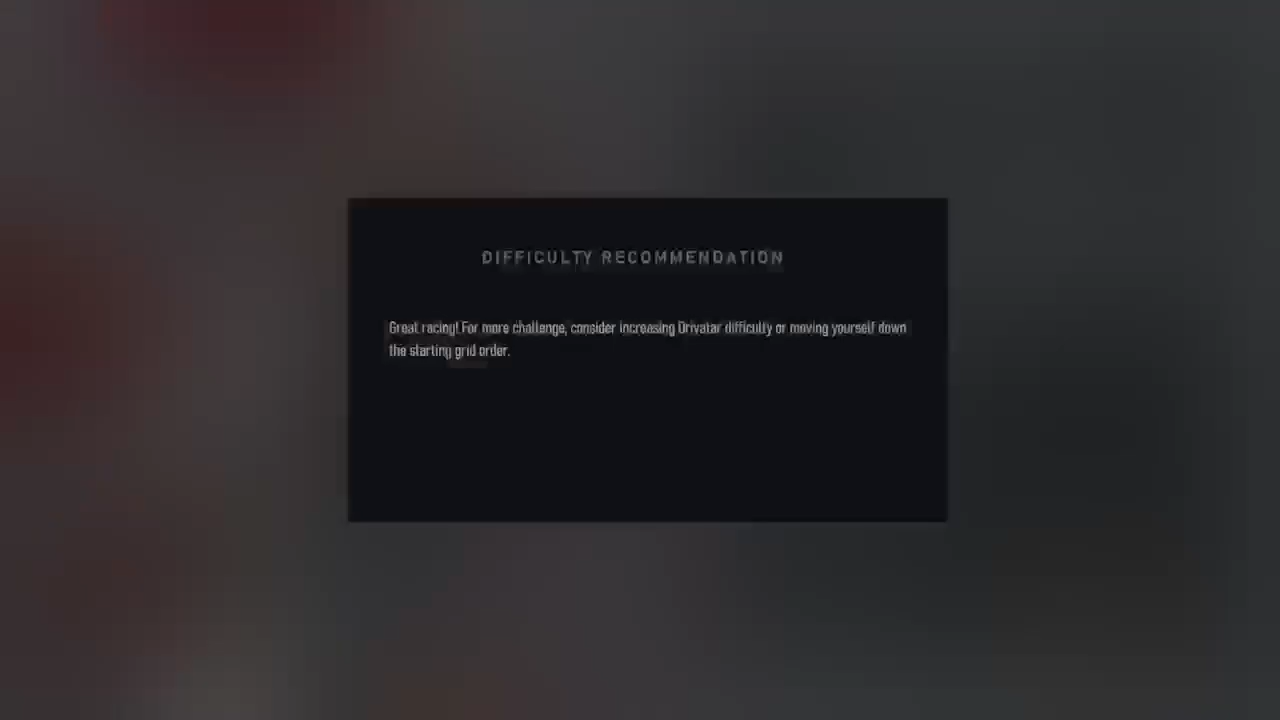 DIFFICULTY RECOMMENDATION
Great racing! For more challenge, consider increasing Drivatar difficulty or moving yourself down
the starting grid order.